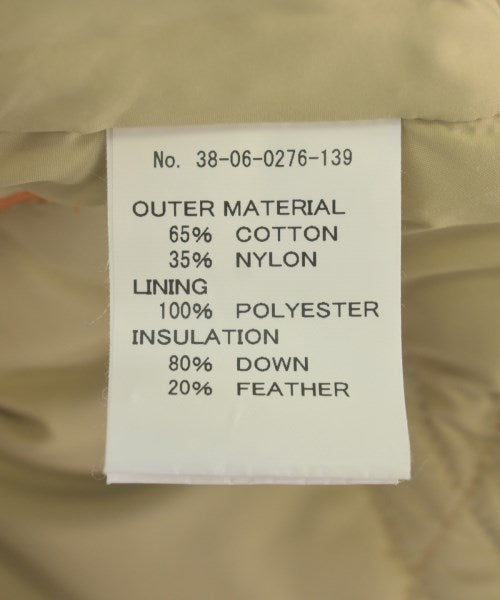 No. 38-06-0276-139
OUTER MATERIAL
65% COTTON
35% NYLON
LINING
100% POLYESTER
INSULATION
80% DOWN
20% FEATHER